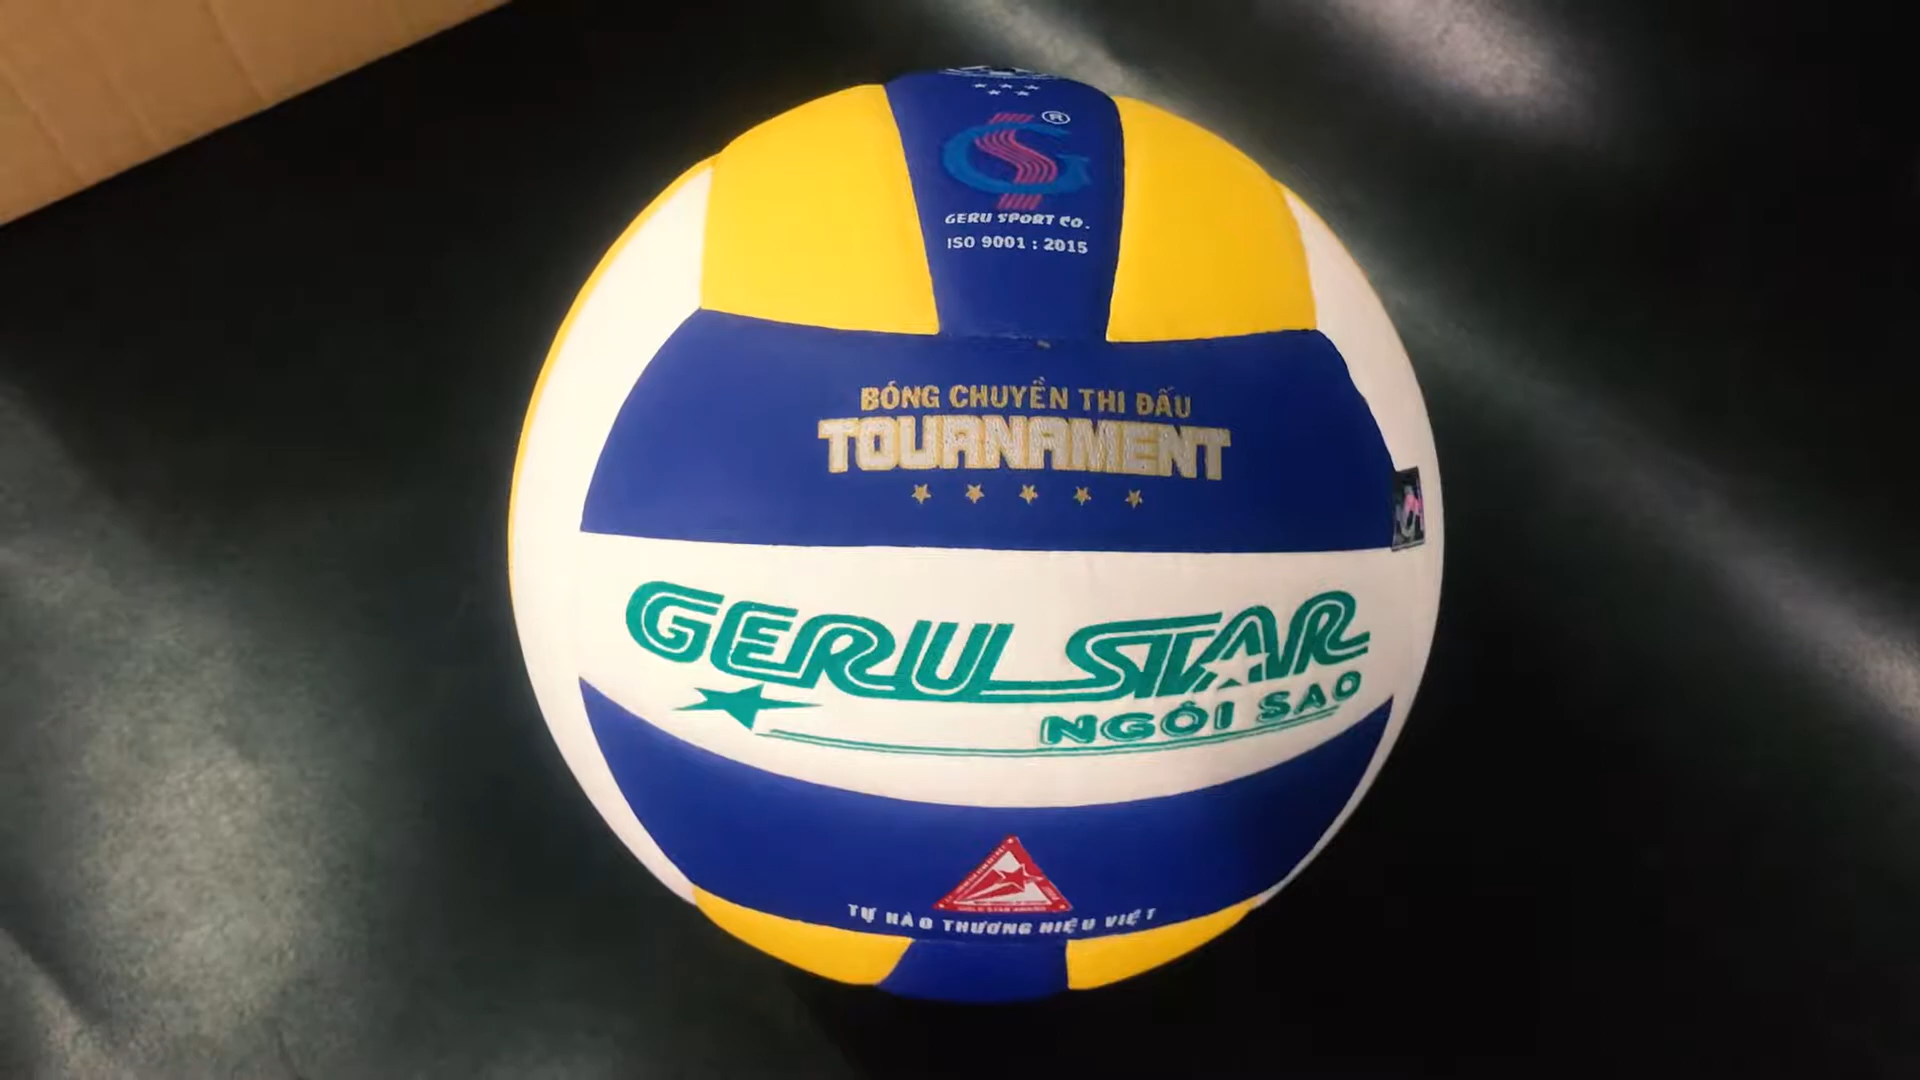 ®
GERU SPORT CO.
ISO 9001 : 2015
BÓNG CHUYỀN THI ĐẤU
TOURNAMENT
GERU STAR
NGÔI SAO
TỰ HÀO THƯƠNG HIỆU VIỆT